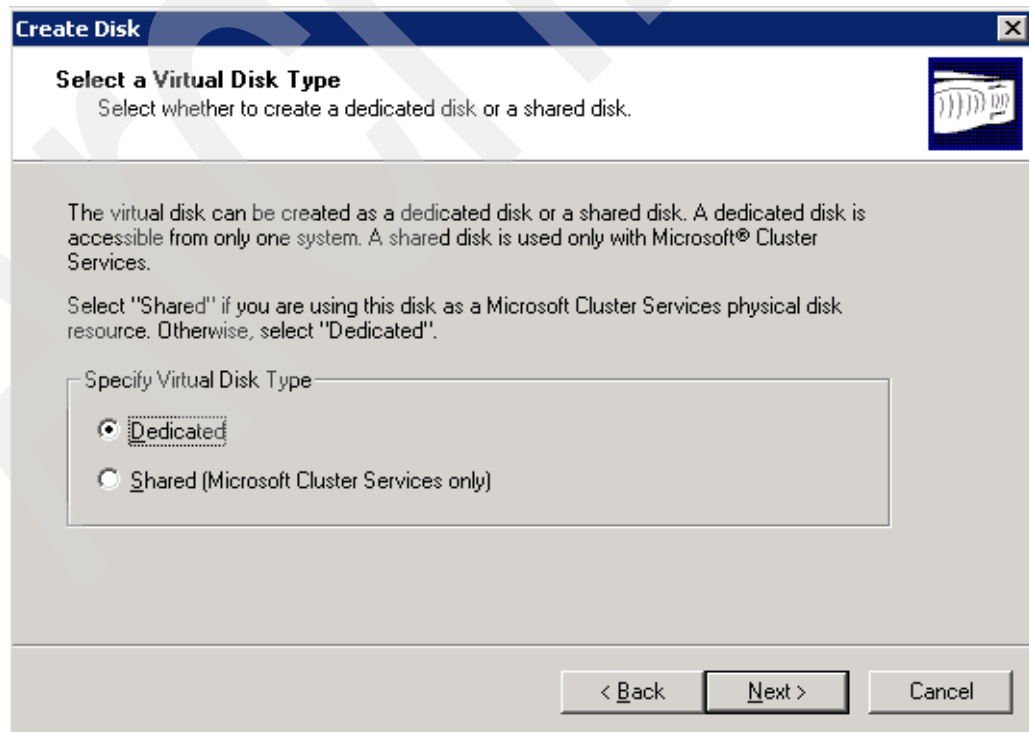 Create Disk
Select a Virtual Disk Type
Select whether to create a dedicated disk or a shared disk.
The virtual disk can be created as a dedicated disk or a shared disk. A dedicated disk is
accessible from only one system. A shared disk is used only with Microsoft® Cluster
Services.
Select "Shared" if you are using this disk as a Microsoft Cluster Services physical disk
resource. Otherwise, select "Dedicated".
Specify Virtual Disk Type
Dedicated
Shared (Microsoft Cluster Services only)
< Back Next > Cancel